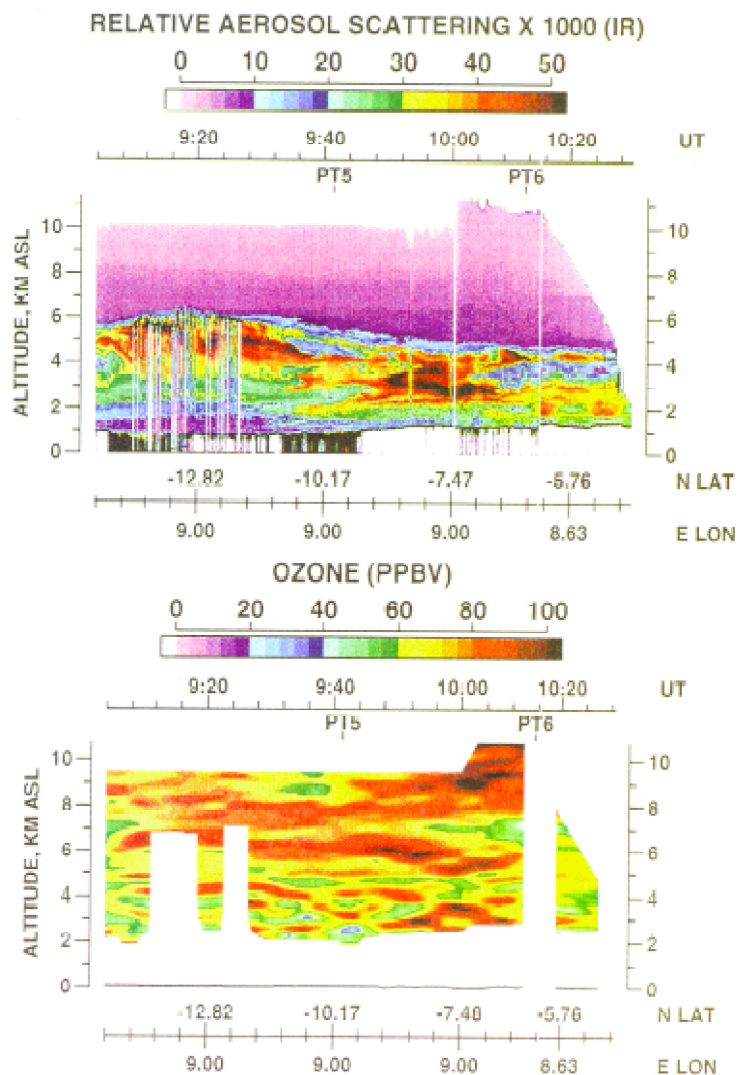 RELATIVE AEROSOL SCATTERING X 1000 (IR)
0 10 20 30 40 50
9:20 9:40 10:00 10:20 UT
PT5 PT6
ALTITUDE, KM ASL
10 10
8 8
6 6
4 4
2 2
0 0
-12.82 -10.17 -7.47 -5.76 N LAT
9.00 9.00 9.00 8.63 E LON
OZONE (PPBV)
0 20 40 60 80 100
9:20 9:40 10:00 10:20 UT
PT5 PT6
ALTITUDE, KM ASL
10 10
8 8
6 6
4 4
2 2
0 0
-12.82 -10.17 -7.40 -5.76 N LAT
9.00 9.00 9.00 8.63 E LON